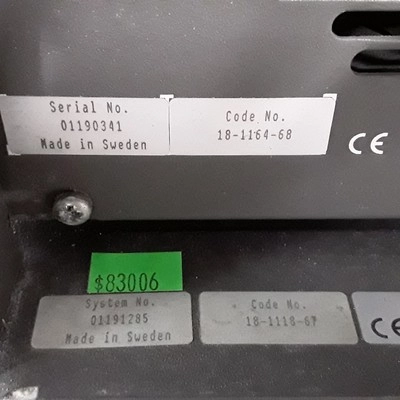 Serial No.
01190341
Made in Sweden
Code No.
18-1164-68
CE
$83006
System No.
01191285
Made in Sweden
Code No.
18-1118-67
CE